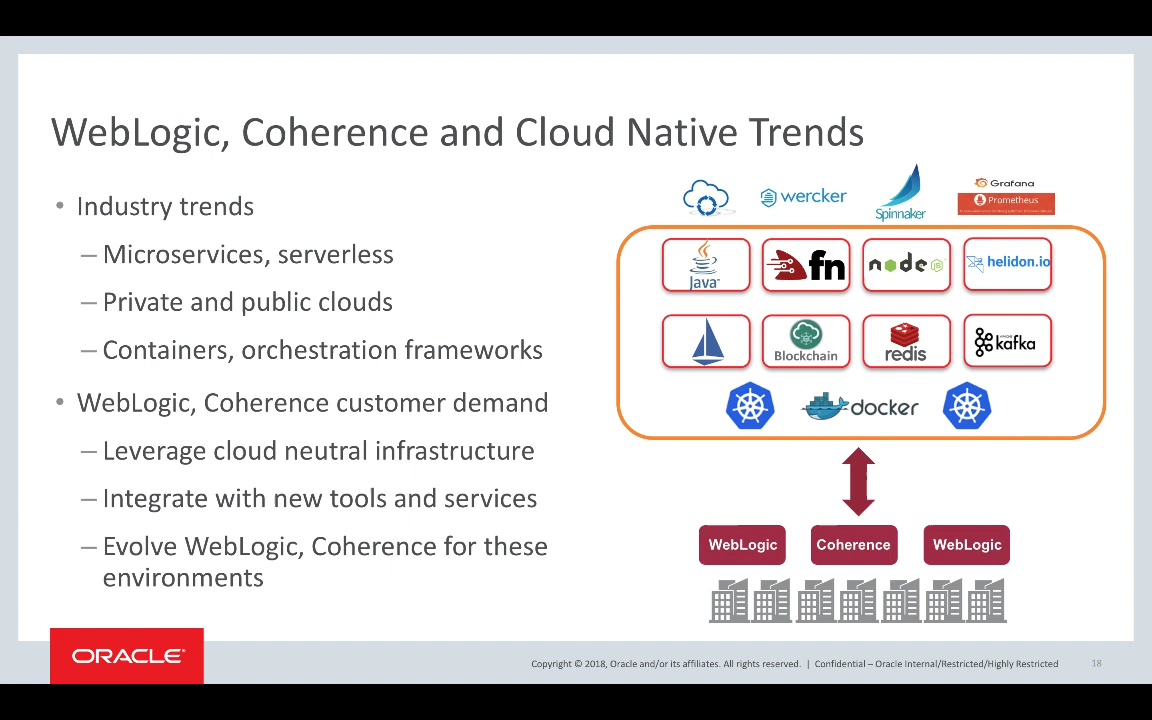 WebLogic, Coherence and Cloud Native Trends
• Industry trends
– Microservices, serverless
– Private and public clouds
– Containers, orchestration frameworks
• WebLogic, Coherence customer demand
– Leverage cloud neutral infrastructure
– Integrate with new tools and services
– Evolve WebLogic, Coherence for these
environments
wercker
Spinnaker
Grafana
Prometheus
Java™
fn
node JS
helidon.io
Blockchain
redis
kafka
docker
WebLogic
Coherence
WebLogic
ORACLE®
Copyright © 2018, Oracle and/or its affiliates. All rights reserved. | Confidential – Oracle Internal/Restricted/Highly Restricted
18